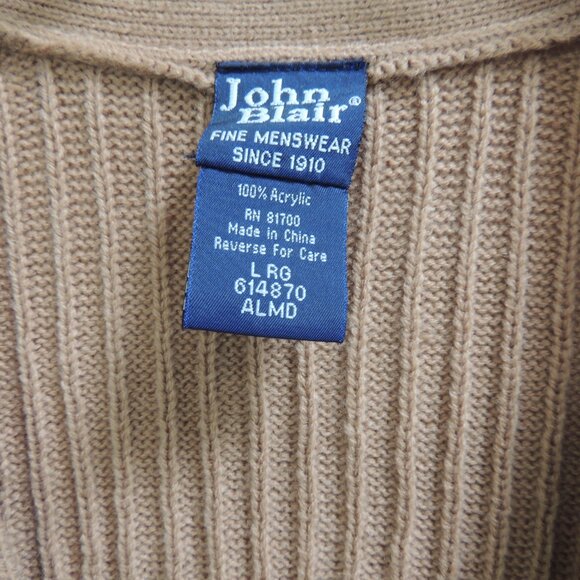 John
Blair®
FINE MENSWEAR
SINCE 1910
100% Acrylic
RN 81700
Made in China
Reverse For Care
LRG
614870
ALMD